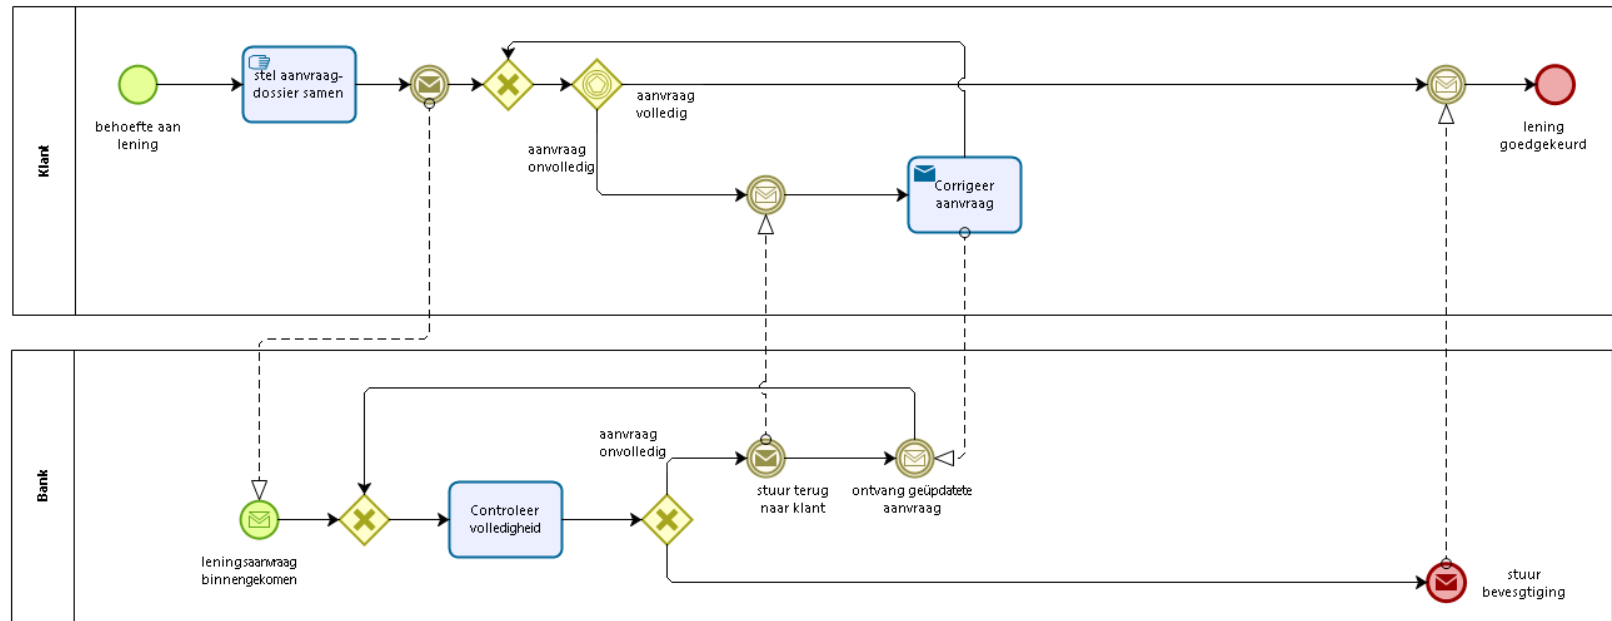 Klant
behoefte aan
lening
stel aanvraag-
dossier samen
aanvraag
volledig
aanvraag
onvolledig
Corrigeer
aanvraag
lening
goedgekeurd
Bank
leningsaanvraag
binnengekomen
Controleer
volledigheid
aanvraag
onvolledig
stuur terug
naar klant
ontvang geüpdatete
aanvraag
stuur
bevesgtiging